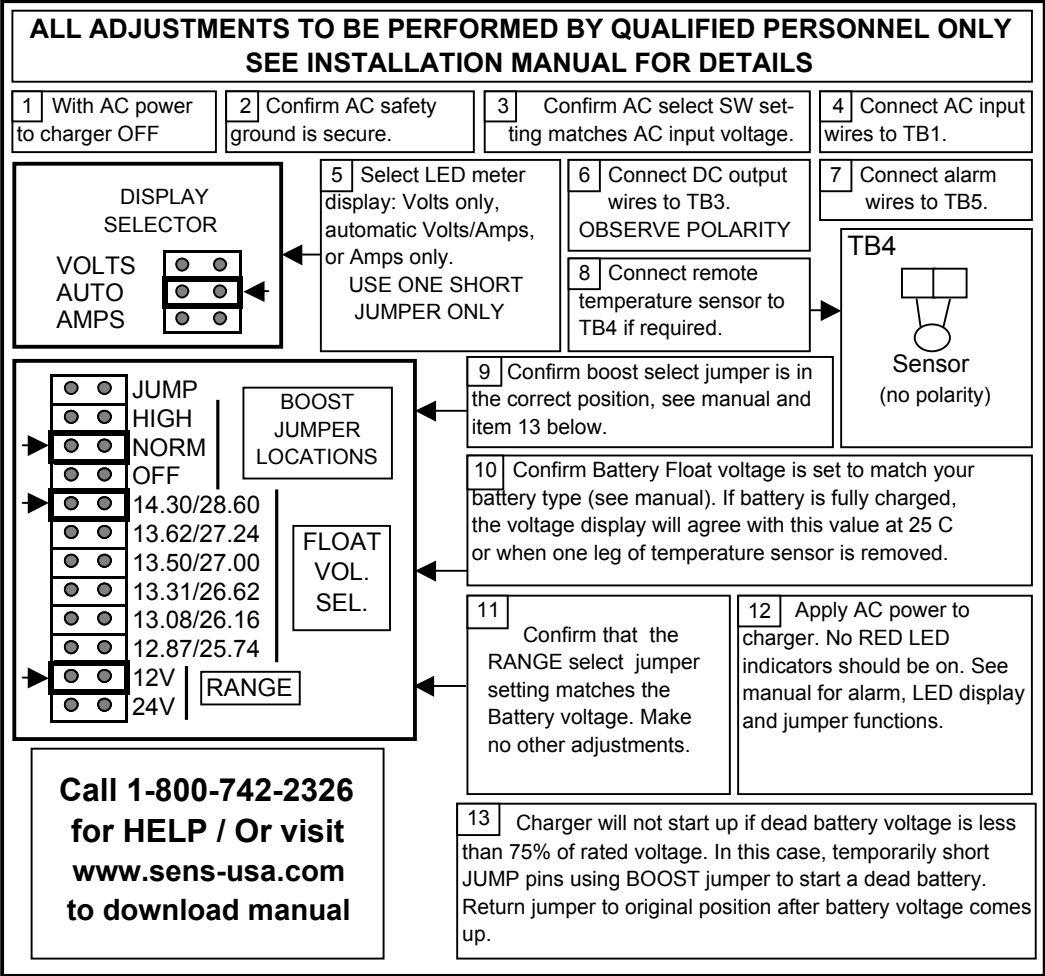 ALL ADJUSTMENTS TO BE PERFORMED BY QUALIFIED PERSONNEL ONLY
SEE INSTALLATION MANUAL FOR DETAILS
1 With AC power
to charger OFF
2 Confirm AC safety
ground is secure.
3 Confirm AC select SW set-
ting matches AC input voltage.
4 Connect AC input
wires to TB1.
DISPLAY
SELECTOR
VOLTS
AUTO
AMPS
5 Select LED meter
display: Volts only,
automatic Volts/Amps,
or Amps only.
USE ONE SHORT
JUMPER ONLY
6 Connect DC output
wires to TB3.
OBSERVE POLARITY
7 Connect alarm
wires to TB5.
8 Connect remote
temperature sensor to
TB4 if required.
TB4
Sensor
(no polarity)
JUMP
HIGH
NORM
OFF
14.30/28.60
13.62/27.24
13.50/27.00
13.31/26.62
13.08/26.16
12.87/25.74
12V
24V
BOOST
JUMPER
LOCATIONS
FLOAT
VOL.
SEL.
RANGE
9 Confirm boost select jumper is in
the correct position, see manual and
item 13 below.
10 Confirm Battery Float voltage is set to match your
battery type (see manual). If battery is fully charged,
the voltage display will agree with this value at 25 C
or when one leg of temperature sensor is removed.
11
Confirm that the
RANGE select jumper
setting matches the
Battery voltage. Make
no other adjustments.
12 Apply AC power to
charger. No RED LED
indicators should be on. See
manual for alarm, LED display
and jumper functions.
Call 1-800-742-2326
for HELP / Or visit
www.sens-usa.com
to download manual
13 Charger will not start up if dead battery voltage is less
than 75% of rated voltage. In this case, temporarily short
JUMP pins using BOOST jumper to start a dead battery.
Return jumper to original position after battery voltage comes
up.